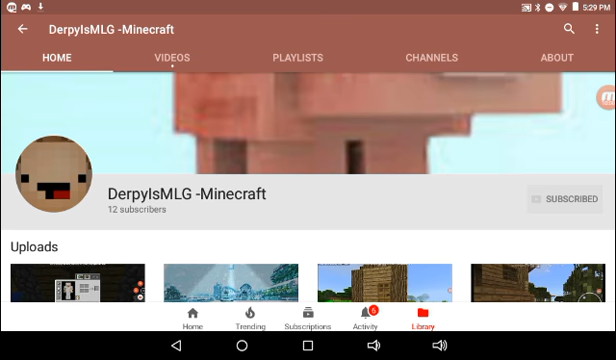 5:29 PM
DerpyIsMLG -Minecraft
HOME VIDEOS PLAYLISTS CHANNELS ABOUT
DerpyIsMLG -Minecraft
12 subscribers
SUBSCRIBED
Uploads
6
Home Trending Subscriptions Activity Library